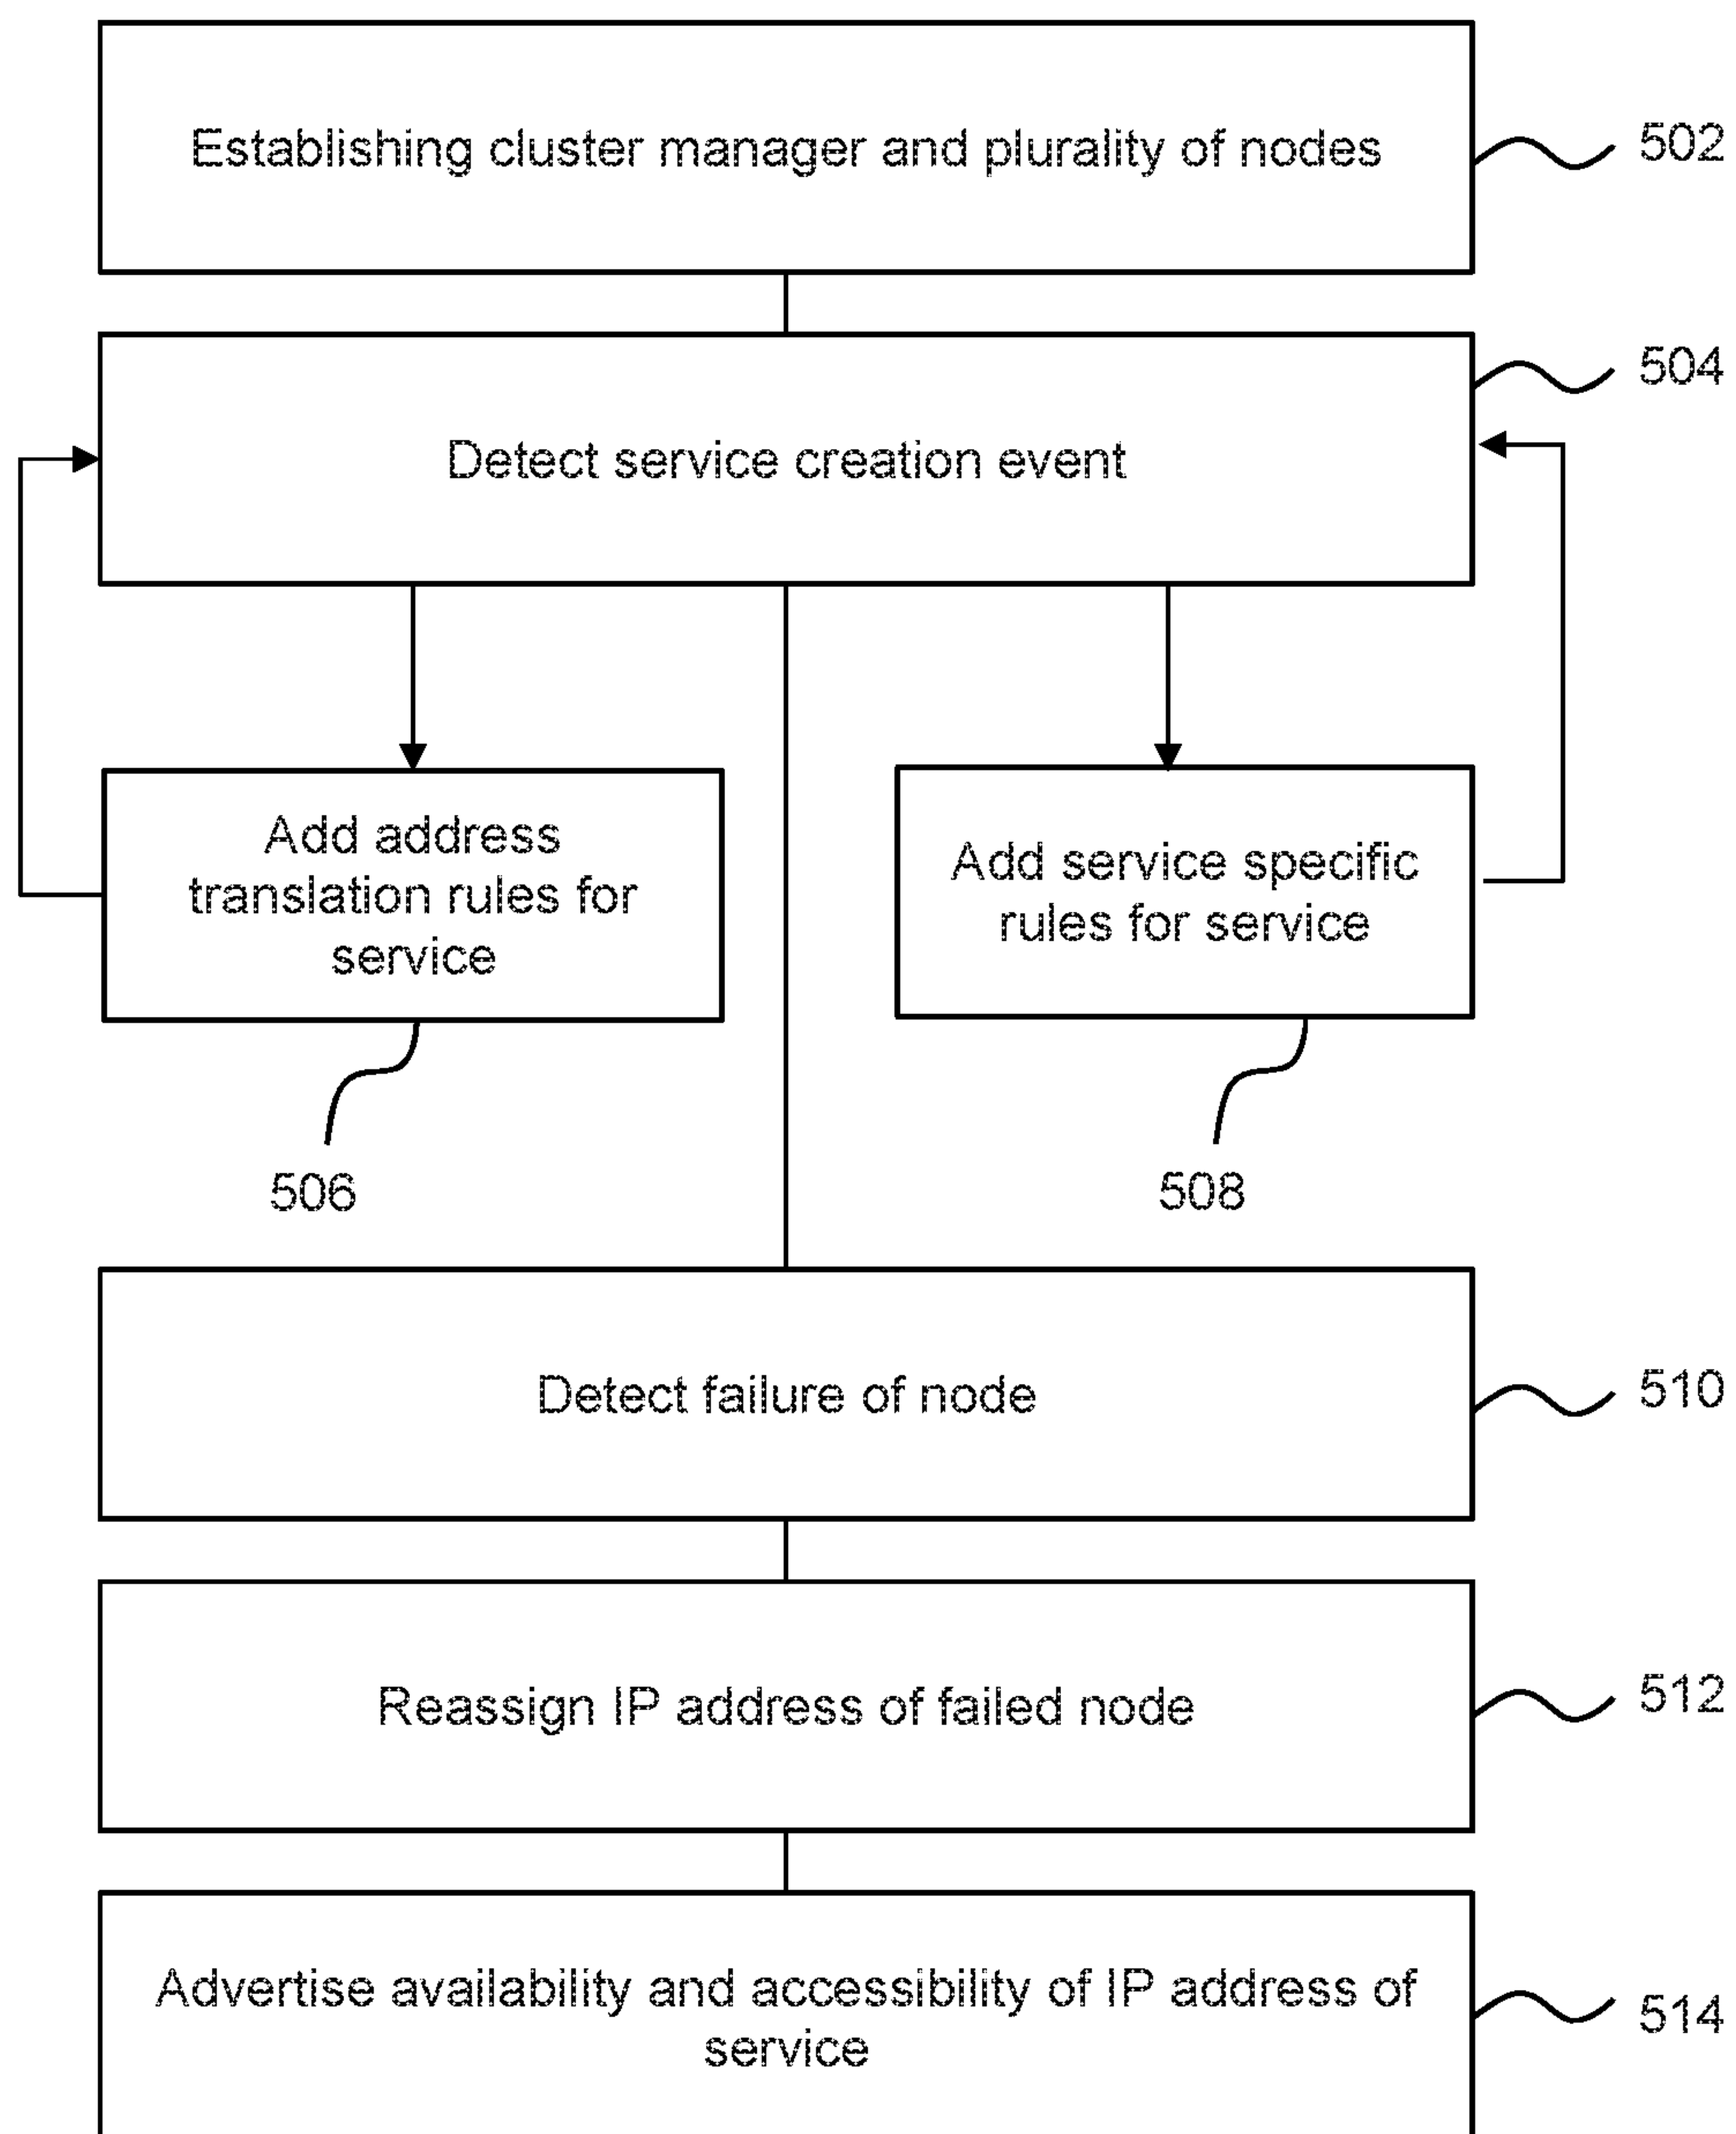 Establishing cluster manager and plurality of nodes
502
504
Detect service creation event
Add address
translation rules for
service
Add service specific
rules for service
506
508
Detect failure of node
510
Reassign IP address of failed node
512
Advertise availability and accessibility of IP address of
service
514